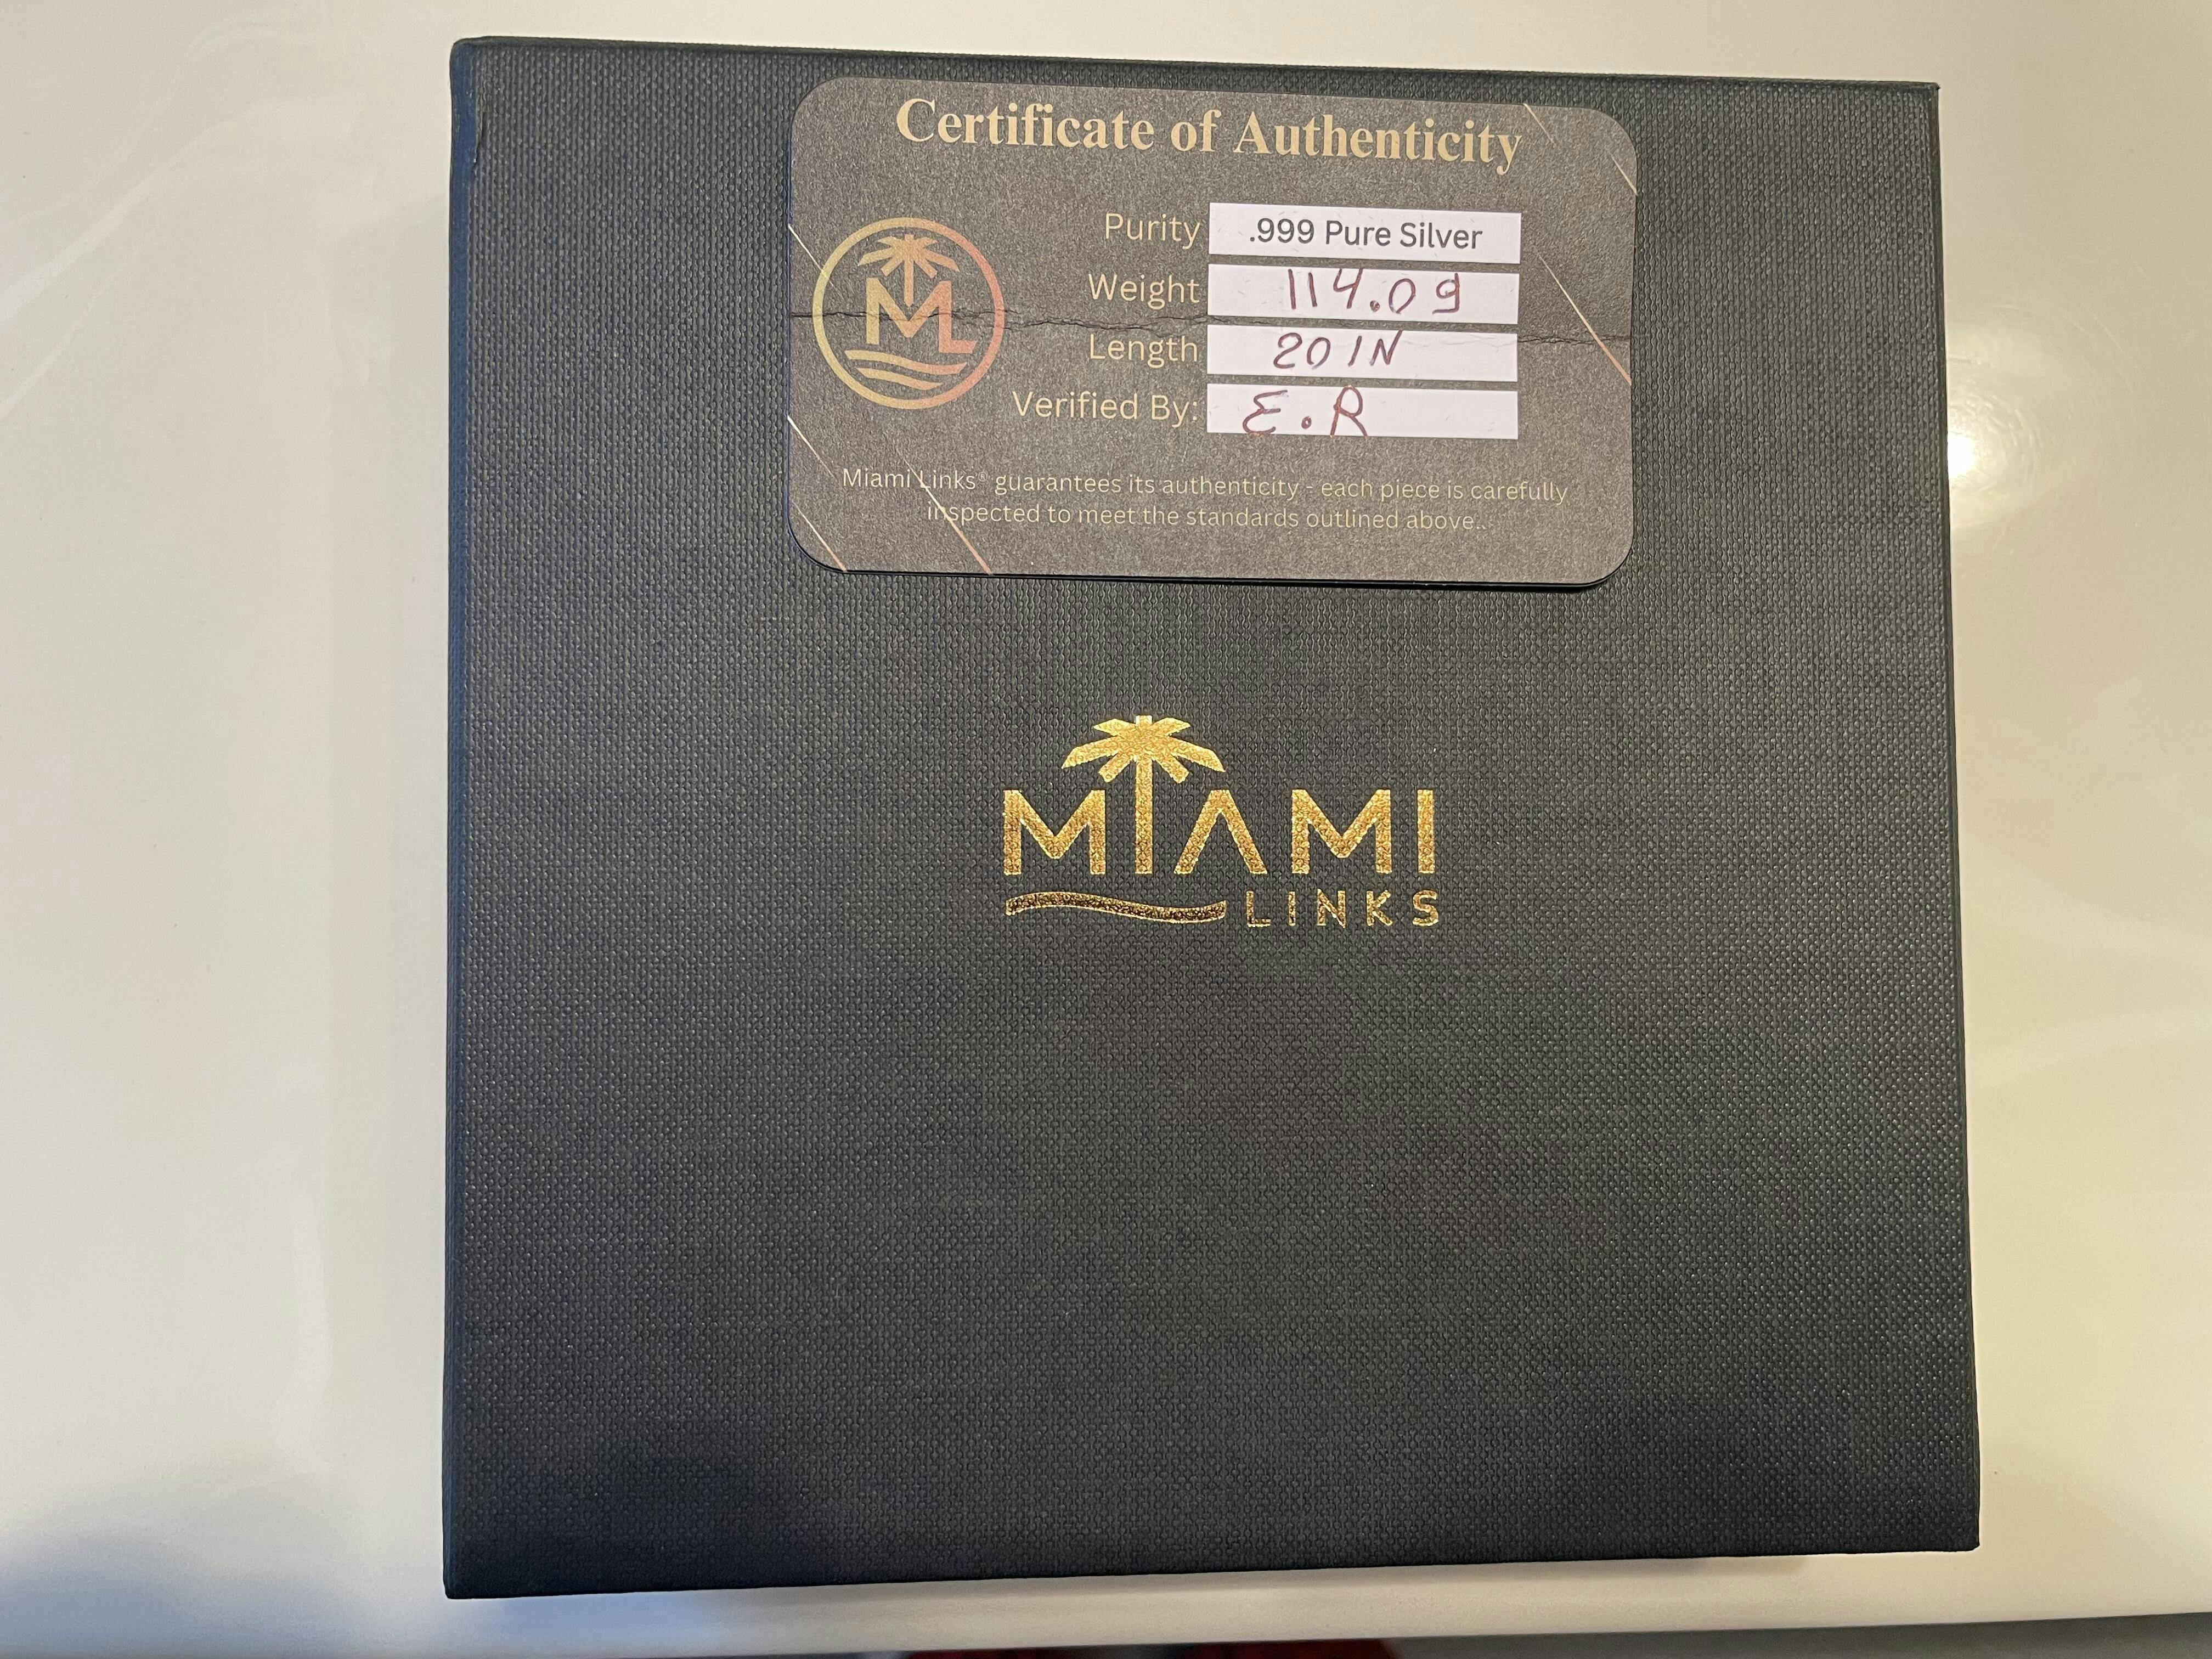 Certificate of Authenticity
Purity .999 Pure Silver
ML
Weight 114.0g
Length 20 IN
Verified By: E.R
Miami Links® guarantees its authenticity - each piece is carefully
inspected to meet the standards outlined above..
MIAMI
LINKS